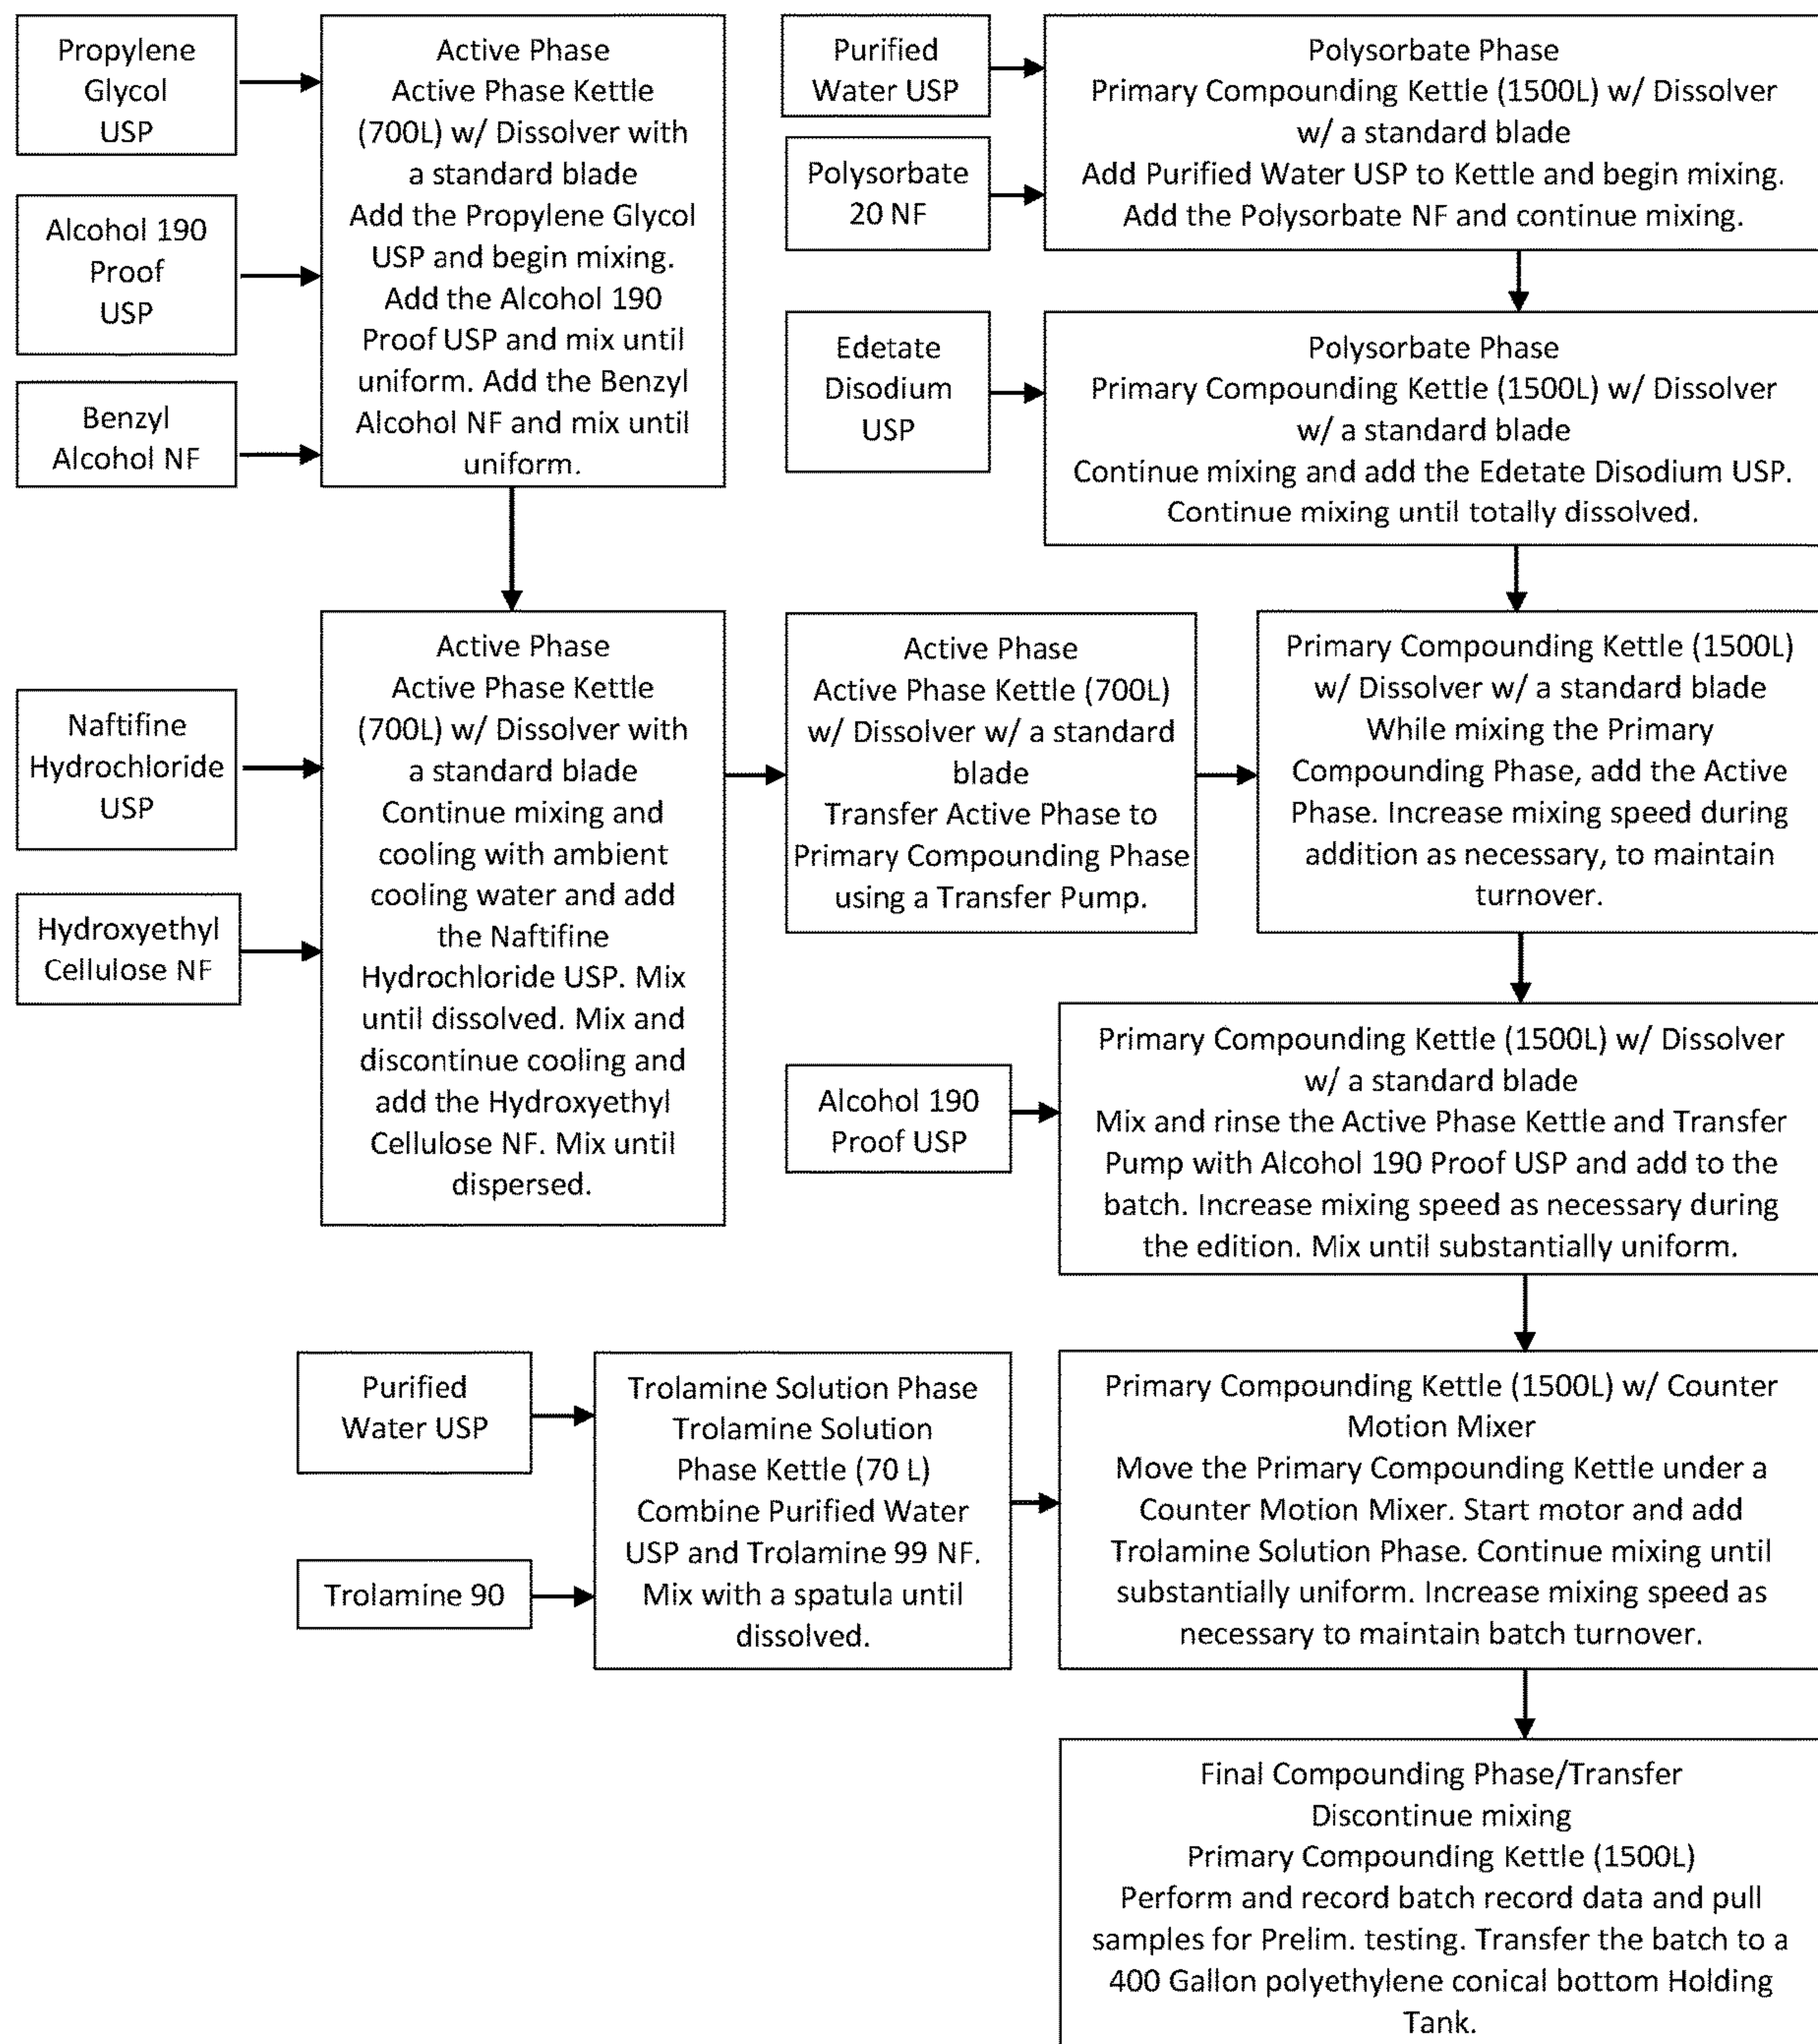 Propylene
Glycol
USP
Alcohol 190
Proof
USP
Benzyl
Alcohol NF
Active Phase
Active Phase Kettle
(700L) w/ Dissolver with
a standard blade
Add the Propylene Glycol
USP and begin mixing.
Add the Alcohol 190
Proof USP and mix until
uniform. Add the Benzyl
Alcohol NF and mix until
uniform.
Purified
Water USP
Polysorbate
20 NF
Polysorbate Phase
Primary Compounding Kettle (1500L) w/ Dissolver
w/ a standard blade
Add Purified Water USP to Kettle and begin mixing.
Add the Polysorbate NF and continue mixing.
Edetate
Disodium
USP
Polysorbate Phase
Primary Compounding Kettle (1500L) w/ Dissolver
w/ a standard blade
Continue mixing and add the Edetate Disodium USP.
Continue mixing until totally dissolved.
Naftifine
Hydrochloride
USP
Hydroxyethyl
Cellulose NF
Active Phase
Active Phase Kettle
(700L) w/ Dissolver with
a standard blade
Continue mixing and
cooling with ambient
cooling water and add
the Naftifine
Hydrochloride USP. Mix
until dissolved. Mix and
discontinue cooling and
add the Hydroxyethyl
Cellulose NF. Mix until
dispersed.
Active Phase
Active Phase Kettle (700L)
w/ Dissolver w/ a standard
blade
Transfer Active Phase to
Primary Compounding Phase
using a Transfer Pump.
Primary Compounding Kettle (1500L)
w/ Dissolver w/ a standard blade
While mixing the Primary
Compounding Phase, add the Active
Phase. Increase mixing speed during
addition as necessary, to maintain
turnover.
Alcohol 190
Proof USP
Primary Compounding Kettle (1500L) w/ Dissolver
w/ a standard blade
Mix and rinse the Active Phase Kettle and Transfer
Pump with Alcohol 190 Proof USP and add to the
batch. Increase mixing speed as necessary during
the edition. Mix until substantially uniform.
Purified
Water USP
Trolamine 90
Trolamine Solution Phase
Trolamine Solution
Phase Kettle (70 L)
Combine Purified Water
USP and Trolamine 99 NF.
Mix with a spatula until
dissolved.
Primary Compounding Kettle (1500L) w/ Counter
Motion Mixer
Move the Primary Compounding Kettle under a
Counter Motion Mixer. Start motor and add
Trolamine Solution Phase. Continue mixing until
substantially uniform. Increase mixing speed as
necessary to maintain batch turnover.
Final Compounding Phase/Transfer
Discontinue mixing
Primary Compounding Kettle (1500L)
Perform and record batch record data and pull
samples for Prelim. testing. Transfer the batch to a
400 Gallon polyethylene conical bottom Holding
Tank.